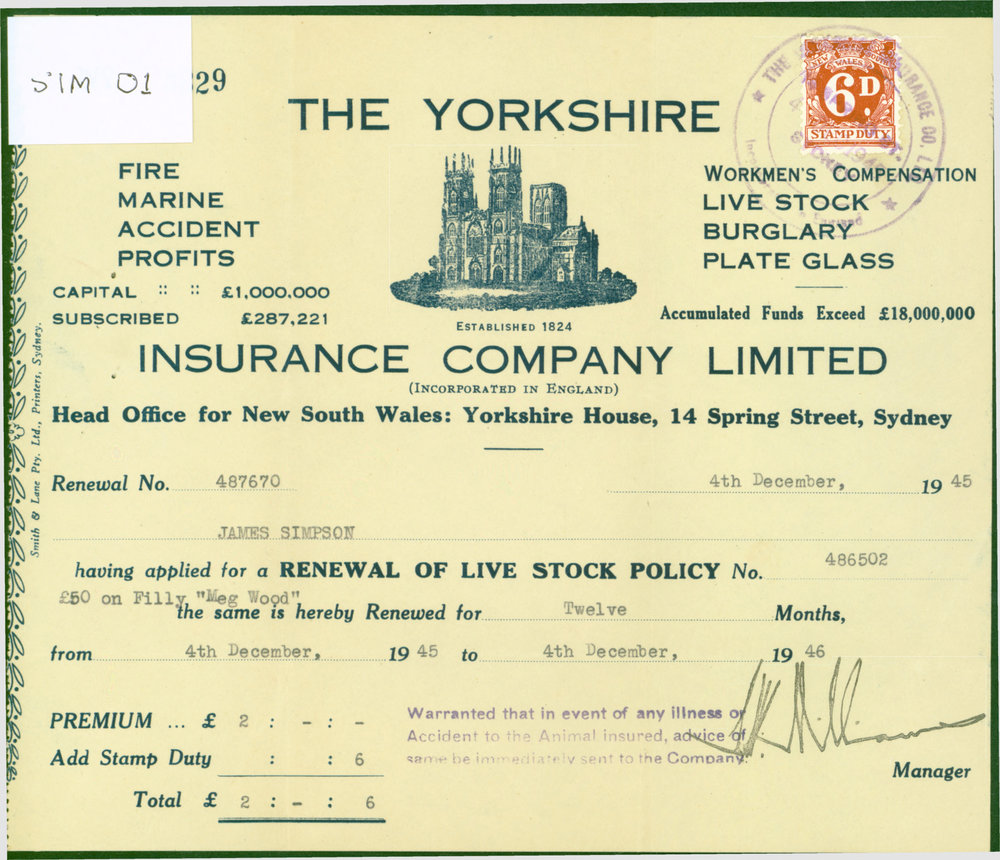 SIM 01
29
THE YORKSHIRE
NEW SOUTH WALES
6D.
STAMP DUTY
FIRE
MARINE
ACCIDENT
PROFITS
CAPITAL :: :: £1,000,000
SUBSCRIBED £287,221
WORKMEN'S COMPENSATION
LIVE STOCK
BURGLARY
PLATE GLASS
Accumulated Funds Exceed £18,000,000
ESTABLISHED 1824
INSURANCE COMPANY LIMITED
(INCORPORATED IN ENGLAND)
Head Office for New South Wales: Yorkshire House, 14 Spring Street, Sydney
Smith & Lane Pty. Ltd., Printers, Sydney.
Renewal No. 487670 4th December, 1945
JAMES SIMPSON
having applied for a RENEWAL OF LIVE STOCK POLICY No. 486502
£50 on Filly "Meg Wood"
the same is hereby Renewed for Twelve Months,
from 4th December, 1945 to 4th December, 1946
PREMIUM ... £ 2 : - : -
Add Stamp Duty : : 6
Total £ 2 : - : 6
Warranted that in event of any illness or
Accident to the Animal insured, advice of
same be immediately sent to the Company.
Manager